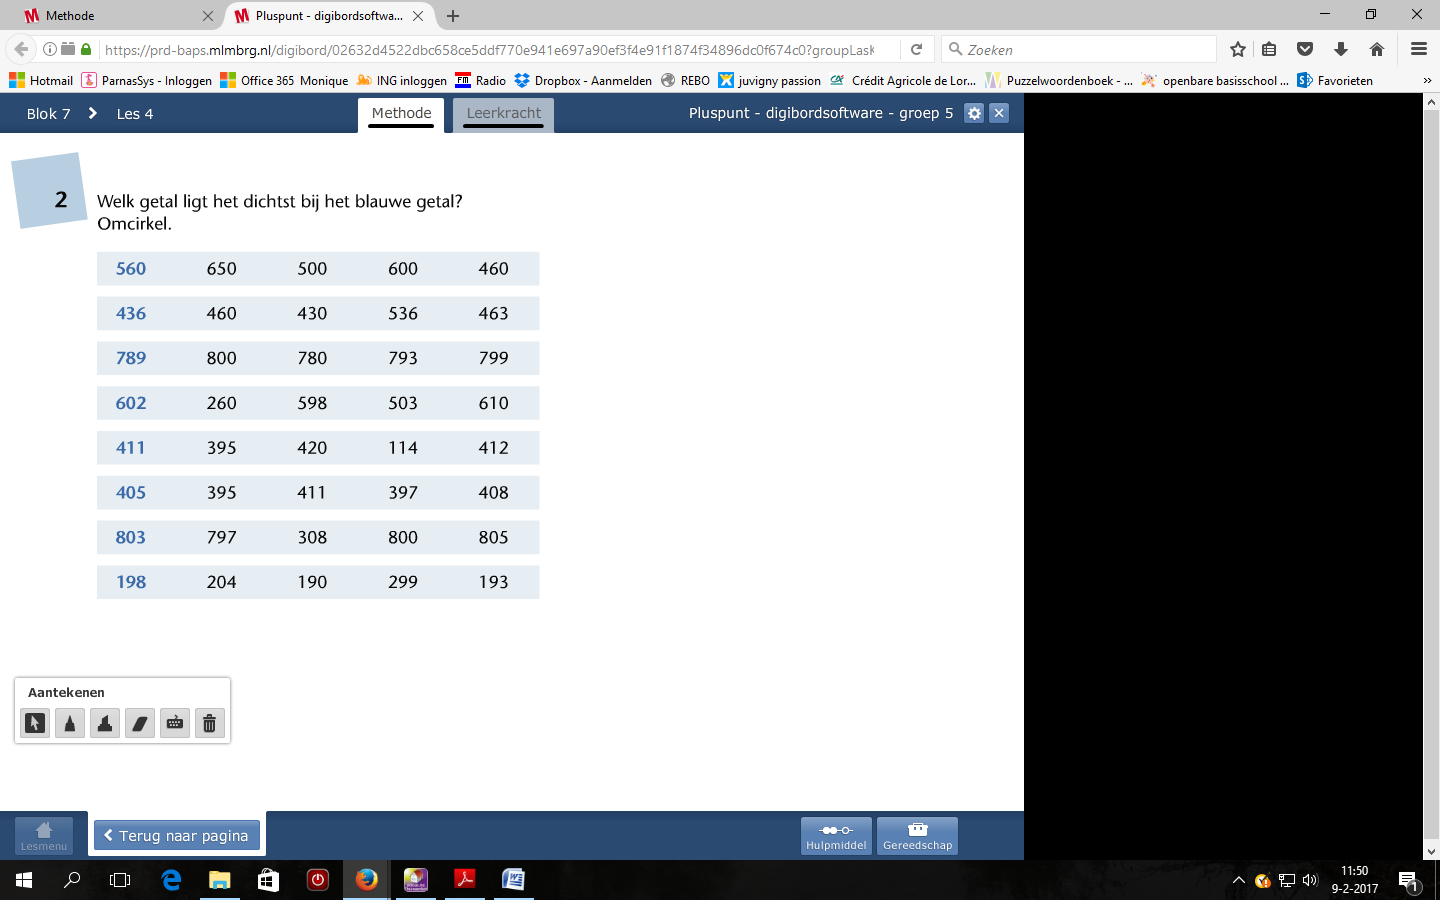 Methode
Pluspunt - digibordsoftwa...
https://prd-baps.mlmbrg.nl/digibord/02632d4522dbc658ce5ddf770e941e697a90ef3f4e91f1874f34896dc0f674c0?groupLask
Zoeken
Hotmail ParnasSys - Inloggen Office 365 Monique ING inloggen Radio Dropbox - Aanmelden REBO juvigny passion Crédit Agricole de Lor... Puzzelwoordenboek - ... openbare basisschool ... Favorieten
Blok 7 Les 4 Methode Leerkracht Pluspunt - digibordsoftware - groep 5
2 Welk getal ligt het dichtst bij het blauwe getal?
Omcirkel.
560 650 500 600 460
436 460 430 536 463
789 800 780 793 799
602 260 598 503 610
411 395 420 114 412
405 395 411 397 408
803 797 308 800 805
198 204 190 299 193
Aantekenen
Lesmenu
Terug naar pagina
Hulpmiddel
Gereedschap
11:50
9-2-2017
1